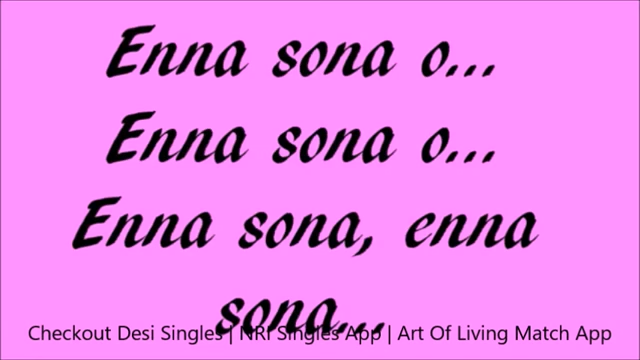 Enna sona o...
Enna sona o...
Enna sona, enna
sona...
Checkout Desi Singles | NRI Singles App | Art Of Living Match App